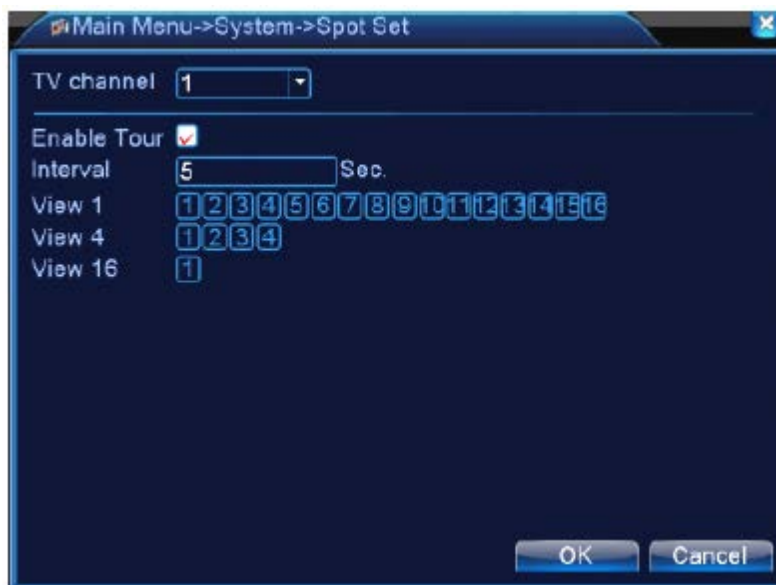 Main Menu->System->Spot Set
TV channel 1
Enable Tour
Interval 5 Sec.
View 1 1 2 3 4 5 6 7 8 9 10 11 12 13 14 15 16
View 4 1 2 3 4
View 16 1
OK Cancel